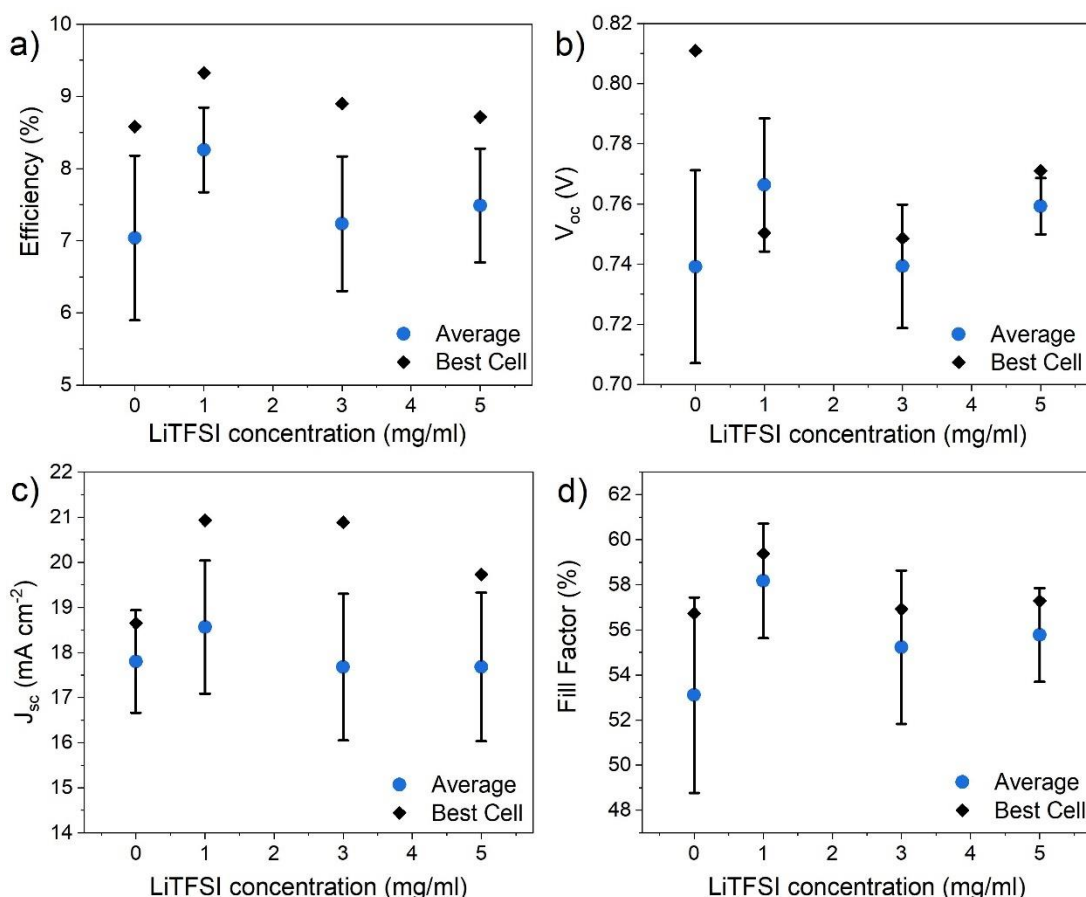 a)
Efficiency (%)
10
9
8
7
6
5
Average
Best Cell
0 1 2 3 4 5
LiTFSI concentration (mg/ml)
b)
Voc (V)
0.82
0.80
0.78
0.76
0.74
0.72
0.70
Average
Best Cell
0 1 2 3 4 5
LiTFSI concentration (mg/ml)
c)
Jsc (mA cm-2)
22
21
20
19
18
17
16
15
14
Average
Best Cell
0 1 2 3 4 5
LiTFSI concentration (mg/ml)
d)
Fill Factor (%)
62
60
58
56
54
52
50
48
Average
Best Cell
0 1 2 3 4 5
LiTFSI concentration (mg/ml)